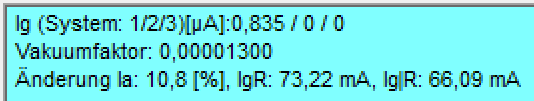 Ig (System: 1/2/3)[µA]:0,835 / 0 / 0
Vakuumfaktor: 0,00001300
Änderung Ia: 10,8 [%], IgR: 73,22 mA, Ig|R: 66,09 mA